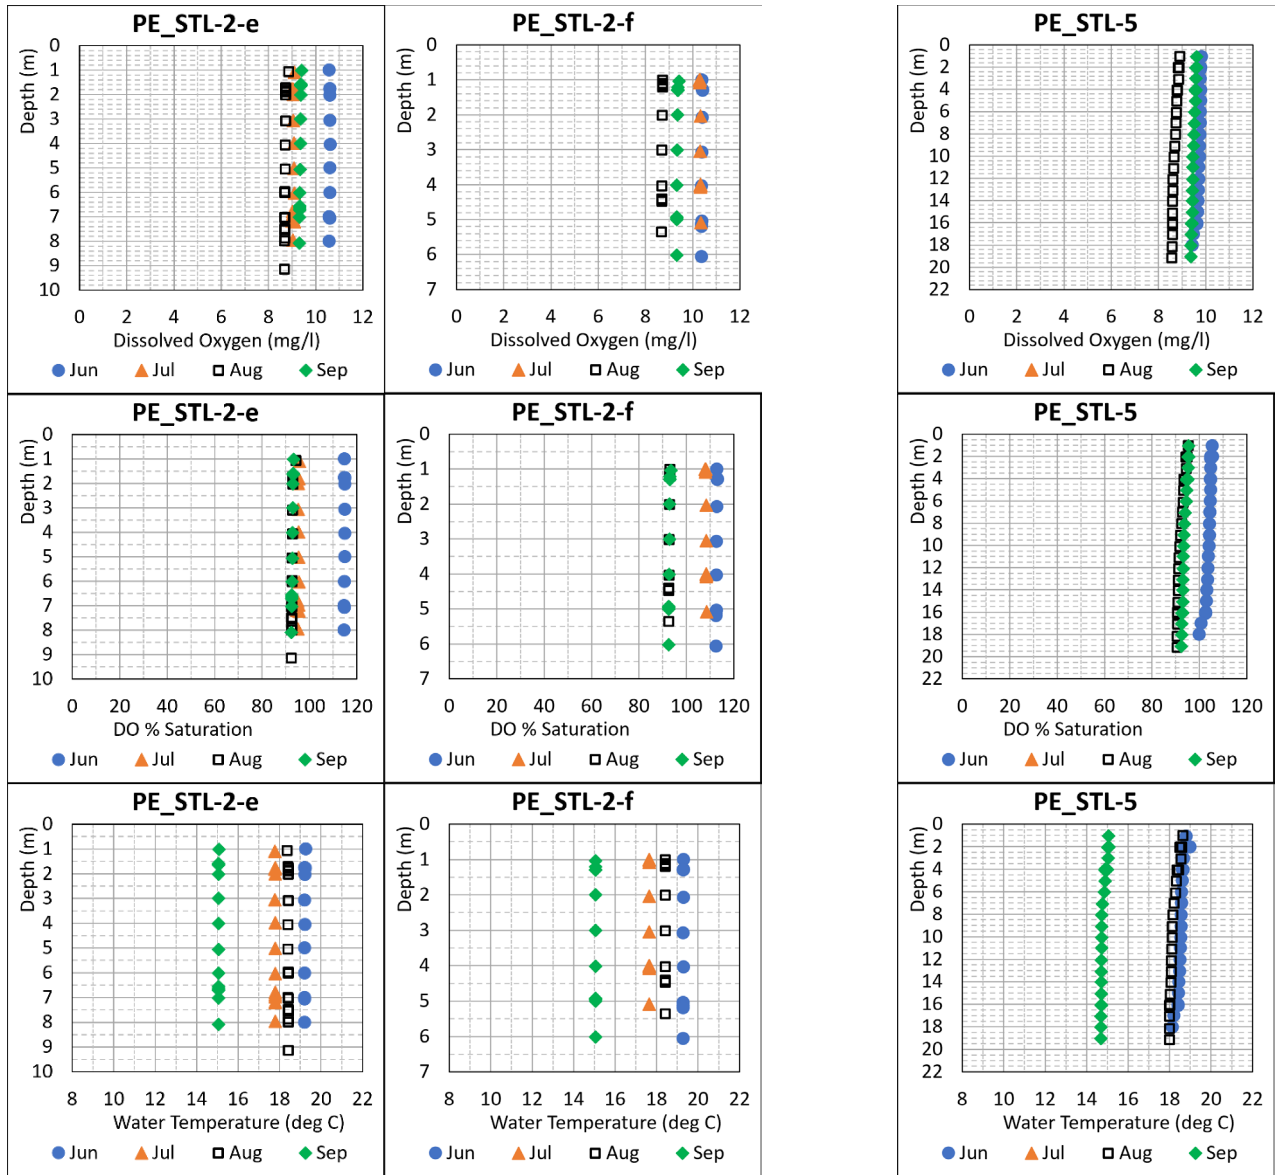 PE_STL-2-e
Depth (m)
0
1
2
3
4
5
6
7
8
9
10
0 2 4 6 8 10 12
Dissolved Oxygen (mg/l)
Jun Jul Aug Sep
PE_STL-2-f
Depth (m)
0
1
2
3
4
5
6
7
0 2 4 6 8 10 12
Dissolved Oxygen (mg/l)
Jun Jul Aug Sep
PE_STL-5
Depth (m)
0
2
4
6
8
10
12
14
16
18
20
22
0 2 4 6 8 10 12
Dissolved Oxygen (mg/l)
Jun Jul Aug Sep
PE_STL-2-e
Depth (m)
0
1
2
3
4
5
6
7
8
9
10
0 20 40 60 80 100 120
DO % Saturation
Jun Jul Aug Sep
PE_STL-2-f
Depth (m)
0
1
2
3
4
5
6
7
0 20 40 60 80 100 120
DO % Saturation
Jun Jul Aug Sep
PE_STL-5
Depth (m)
0
2
4
6
8
10
12
14
16
18
20
22
0 20 40 60 80 100 120
DO % Saturation
Jun Jul Aug Sep
PE_STL-2-e
Depth (m)
0
1
2
3
4
5
6
7
8
9
10
8 10 12 14 16 18 20 22
Water Temperature (deg C)
Jun Jul Aug Sep
PE_STL-2-f
Depth (m)
0
1
2
3
4
5
6
7
8 10 12 14 16 18 20 22
Water Temperature (deg C)
Jun Jul Aug Sep
PE_STL-5
Depth (m)
0
2
4
6
8
10
12
14
16
18
20
22
8 10 12 14 16 18 20 22
Water Temperature (deg C)
Jun Jul Aug Sep